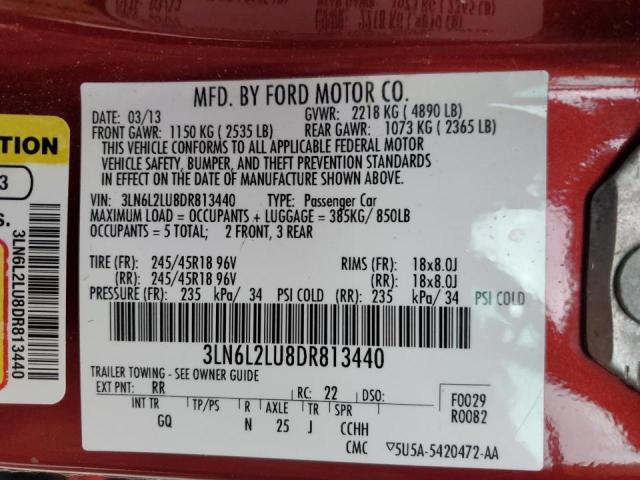 MFD. BY FORD MOTOR CO.
DATE: 03/13 GVWR: 2218 KG ( 4890 LB)
FRONT GAWR: 1150 KG ( 2535 LB) REAR GAWR: 1073 KG ( 2365 LB)
THIS VEHICLE CONFORMS TO ALL APPLICABLE FEDERAL MOTOR
VEHICLE SAFETY, BUMPER, AND THEFT PREVENTION STANDARDS
IN EFFECT ON THE DATE OF MANUFACTURE SHOWN ABOVE.
VIN: 3LN6L2LU8DR813440 TYPE: Passenger Car
MAXIMUM LOAD = OCCUPANTS + LUGGAGE = 385KG/ 850LB
OCCUPANTS = 5 TOTAL; 2 FRONT, 3 REAR
TIRE (FR): 245/45R18 96V RIMS (FR): 18x8.0J
(RR): 245/45R18 96V (RR): 18x8.0J
PRESSURE (FR): 235 kPa/ 34 PSI COLD (RR): 235 kPa/ 34 PSI COLD
3LN6L2LU8DR813440
TRAILER TOWING - SEE OWNER GUIDE
EXT PNT: RR RC: 22 DSO: F0029
INT TR TP/PS R AXLE TR SPR R0082
GQ N 25 J CCHH
CMC ▽5U5A-5420472-AA
TION
3
S.
3LN6L2LU8DR813440